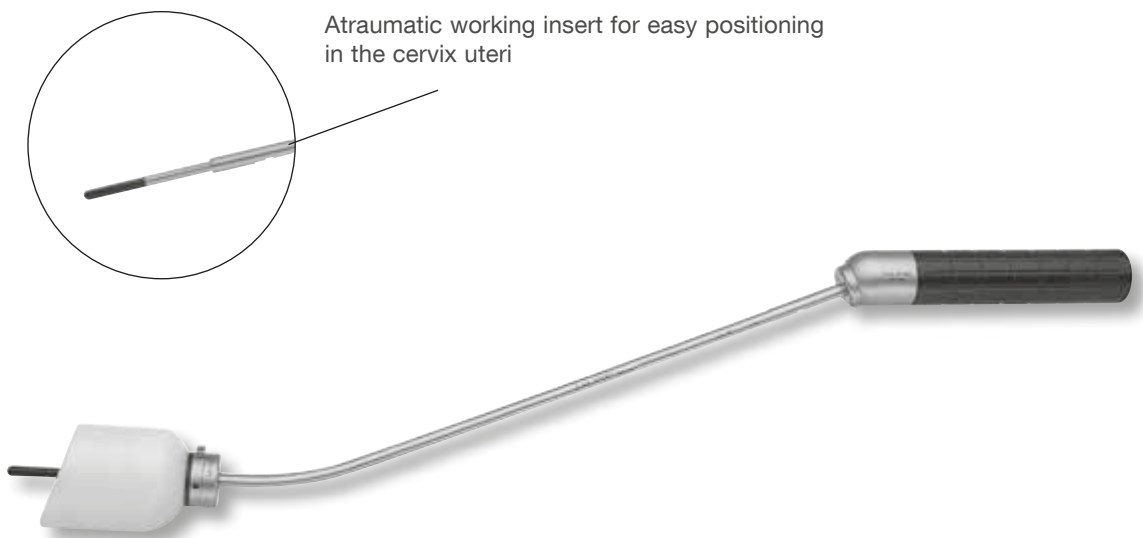 Atraumatic working insert for easy positioning
in the cervix uteri